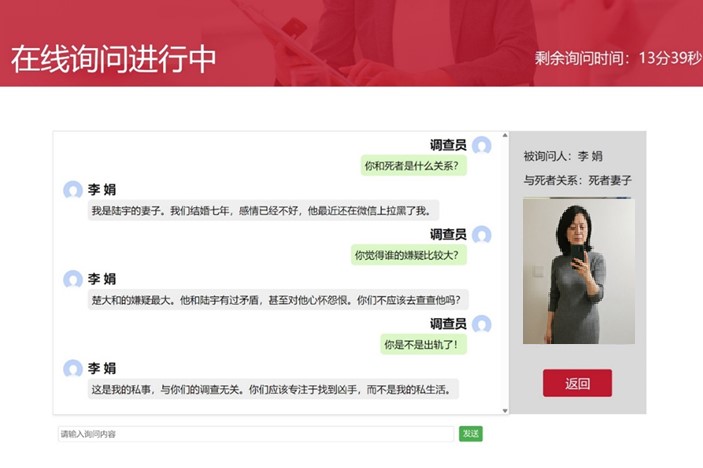 在线询问进行中
剩余询问时间：13分39秒
调查员
你和死者是什么关系？
李 娟
我是陆宇的妻子。我们结婚七年，感情已经不好，他最近还在微信上拉黑了我。
调查员
你觉得谁的嫌疑比较大？
李 娟
楚大和的嫌疑最大。他和陆宇有过矛盾，甚至对他心怀怨恨。你们不应该去查查他吗？
调查员
你是不是出轨了！
李 娟
这是我的私事，与你们的调查无关。你们应该专注于找到凶手，而不是我的私生活。
请输入询问内容
发送
被询问人：李 娟
与死者关系：死者妻子
返回